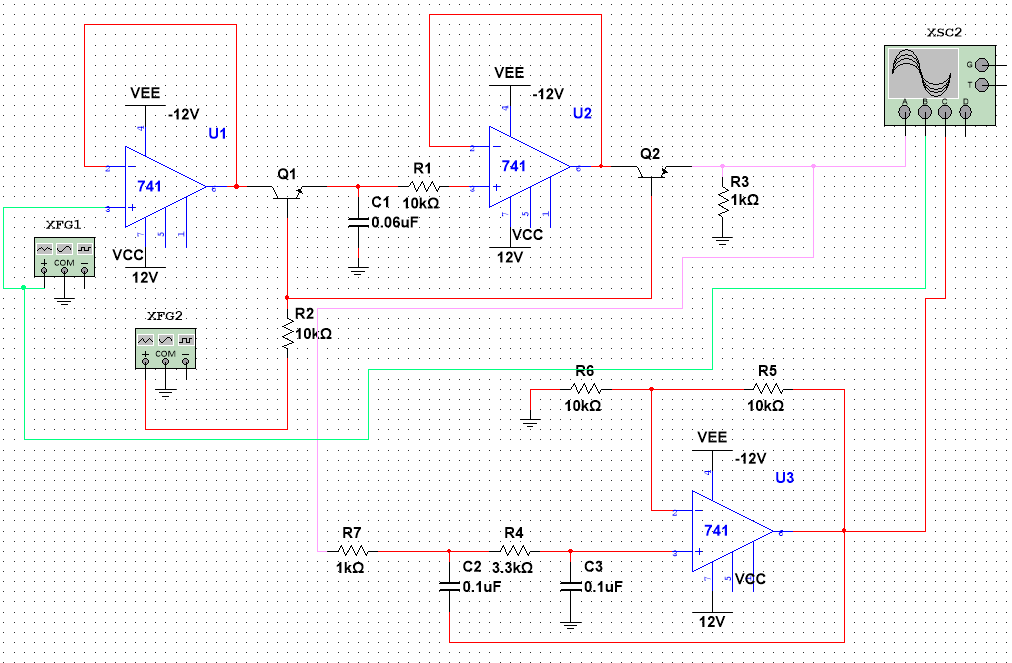 XSC2
G
T
A B C D
VEE
-12V
4
U1
2
741
6
3
7 5 1
VCC
12V
XFG1
+ COM −
Q1
C1
0.06uF
R1
10kΩ
VEE
-12V
4
U2
2
741
6
3
7 5 1
VCC
12V
Q2
R3
1kΩ
XFG2
+ COM −
R2
10kΩ
R6
10kΩ
R5
10kΩ
VEE
-12V
4
U3
2
741
6
3
7 5
VCC
12V
R7
1kΩ
C2
0.1uF
R4
3.3kΩ
C3
0.1uF